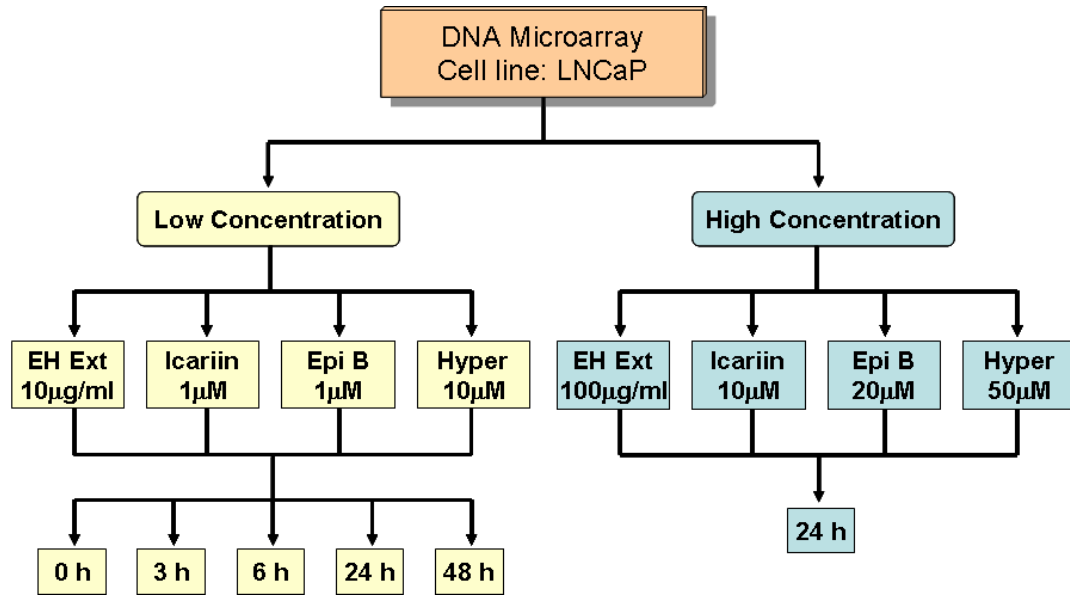 DNA Microarray
Cell line: LNCaP
Low Concentration
High Concentration
EH Ext
10μg/ml
Icariin
1μM
Epi B
1μM
Hyper
10μM
EH Ext
100μg/ml
Icariin
10μM
Epi B
20μM
Hyper
50μM
0 h
3 h
6 h
24 h
48 h
24 h